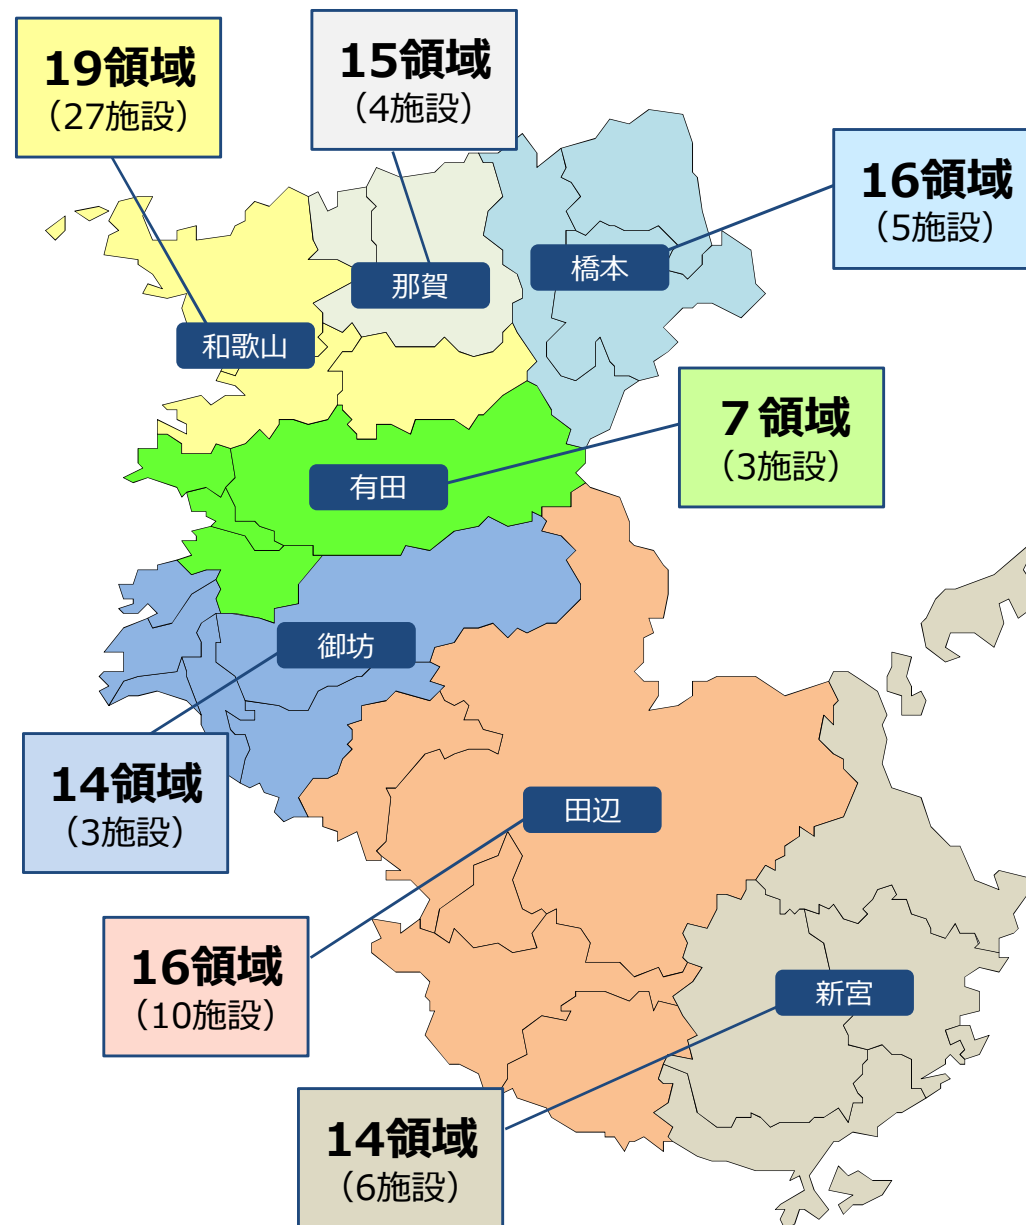 19領域
（27施設）
15領域
（4施設）
16領域
（5施設）
那賀
橋本
和歌山
７領域
（3施設）
有田
御坊
14領域
（3施設）
田辺
16領域
（10施設）
新宮
14領域
（6施設）